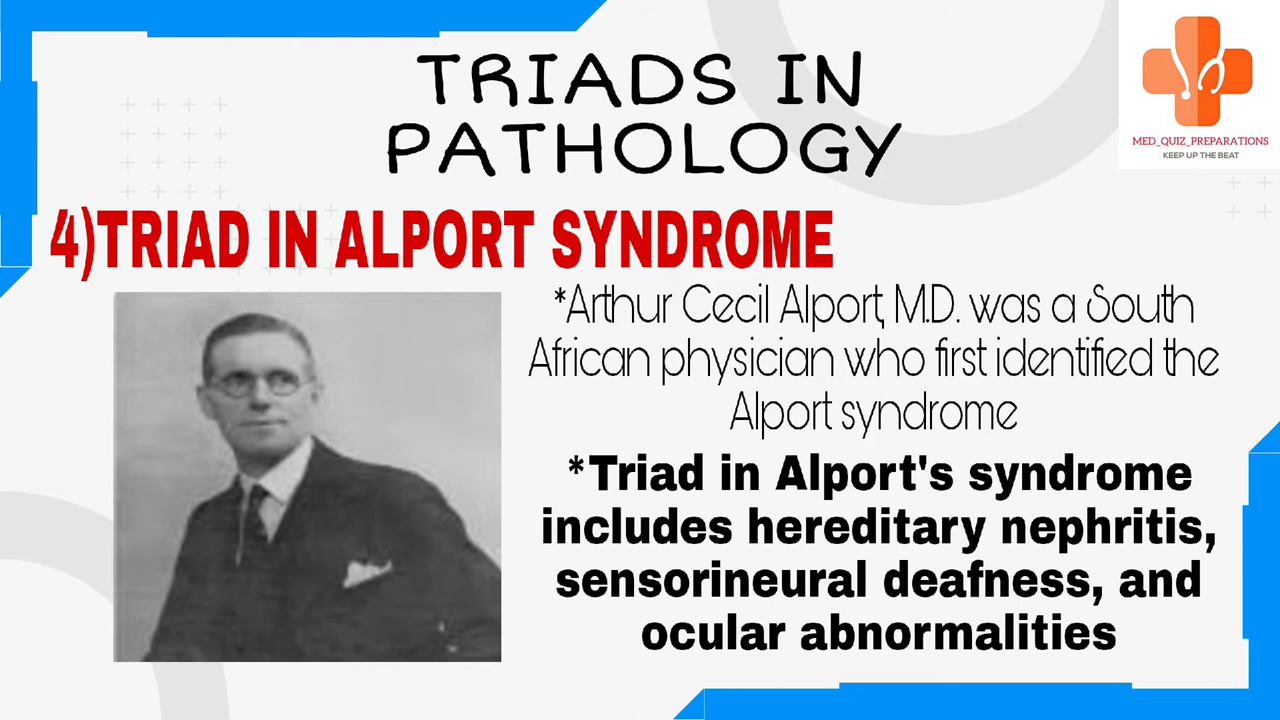 TRIADS IN
PATHOLOGY
MED_QUIZ_PREPARATIONS
KEEP UP THE BEAT
4)TRIAD IN ALPORT SYNDROME
*Arthur Cecil Alport, M.D. was a South
African physician who first identified the
Alport syndrome
*Triad in Alport's syndrome
includes hereditary nephritis,
sensorineural deafness, and
ocular abnormalities